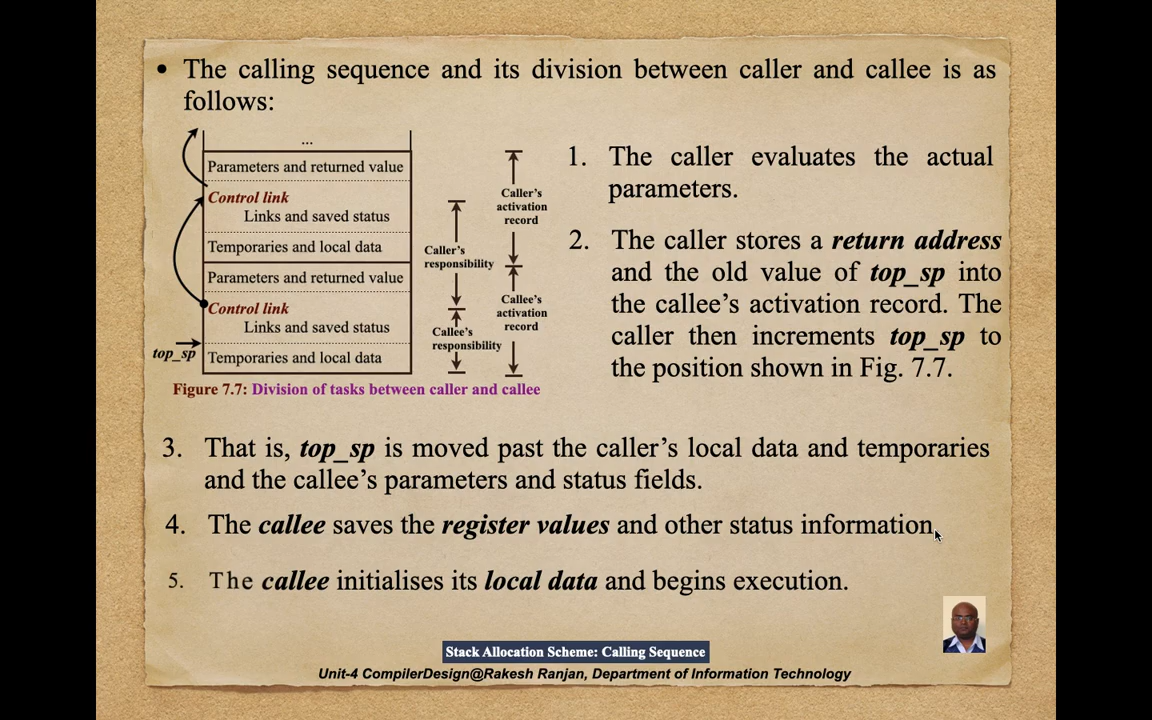 • The calling sequence and its division between caller and callee is as
follows:
...
Parameters and returned value
Control link
Links and saved status
Temporaries and local data
Parameters and returned value
Control link
Links and saved status
Temporaries and local data
top_sp
Caller's
responsibility
Callee's
responsibility
Caller's
activation
record
Callee's
activation
record
Figure 7.7: Division of tasks between caller and callee
1. The caller evaluates the actual
parameters.
2. The caller stores a return address
and the old value of top_sp into
the callee's activation record. The
caller then increments top_sp to
the position shown in Fig. 7.7.
3. That is, top_sp is moved past the caller's local data and temporaries
and the callee's parameters and status fields.
4. The callee saves the register values and other status information.
5. The callee initialises its local data and begins execution.
Stack Allocation Scheme: Calling Sequence
Unit-4 CompilerDesign@Rakesh Ranjan, Department of Information Technology